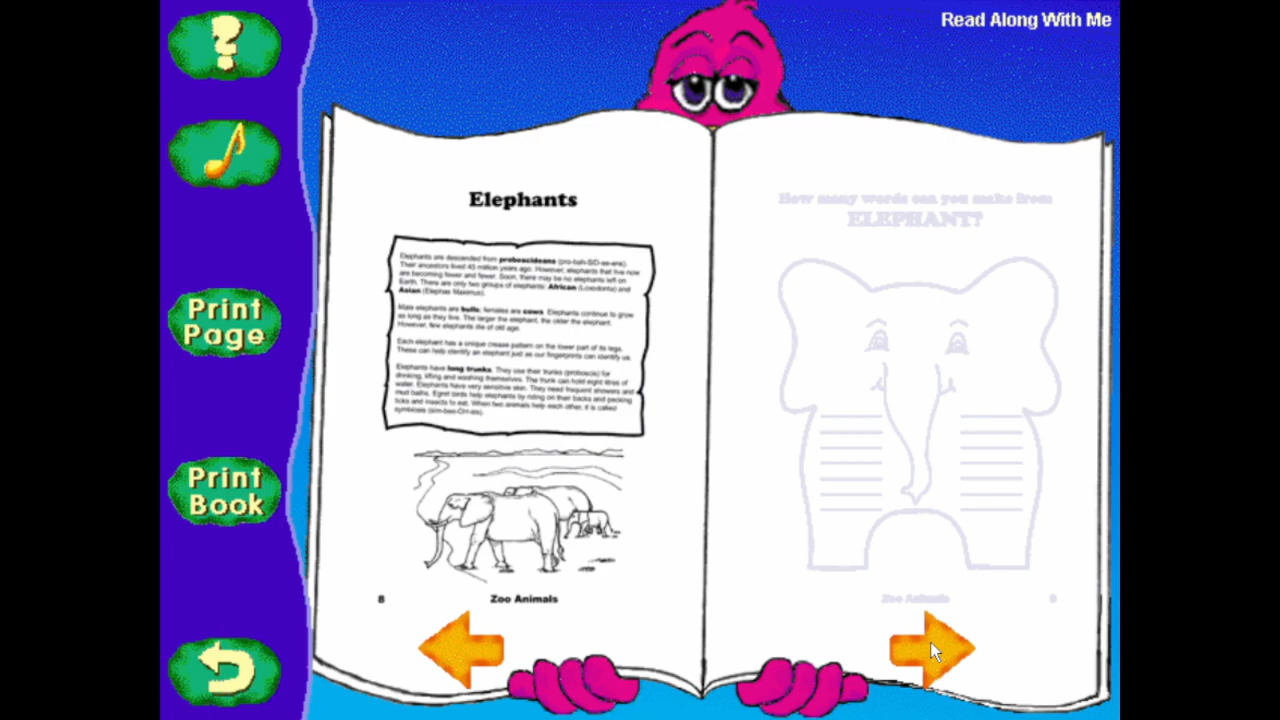 Read Along With Me
?
Print
Page
Print
Book
Elephants
Elephants are descended from proboscideans (pro-bah-SID-ee-ens).
Their ancestors lived 45 million years ago. However, elephants that live now
are becoming fewer and fewer. Soon, there may be no elephants left on
Earth. There are only two groups of elephants: African (Loxodonta) and
Asian (Elephas Maximus).
Male elephants are bulls; females are cows. Elephants continue to grow
as long as they live. The larger the elephant, the older the elephant.
However, few elephants die of old age.
Each elephant has a unique crease pattern on the lower part of its legs.
These can help identify an elephant just as our fingerprints can identify us.
Elephants have long trunks. They use their trunks (proboscis) for
drinking, lifting and washing themselves. The trunk can hold eight litres of
water. Elephants have very sensitive skin. They need frequent showers and
mud baths. Egret birds help elephants by riding on their backs and pecking
ticks and insects to eat. When two animals help each other, it is called
symbiosis
8
Zoo Animals
How many words can you make from
ELEPHANT?
Zoo Animals
9